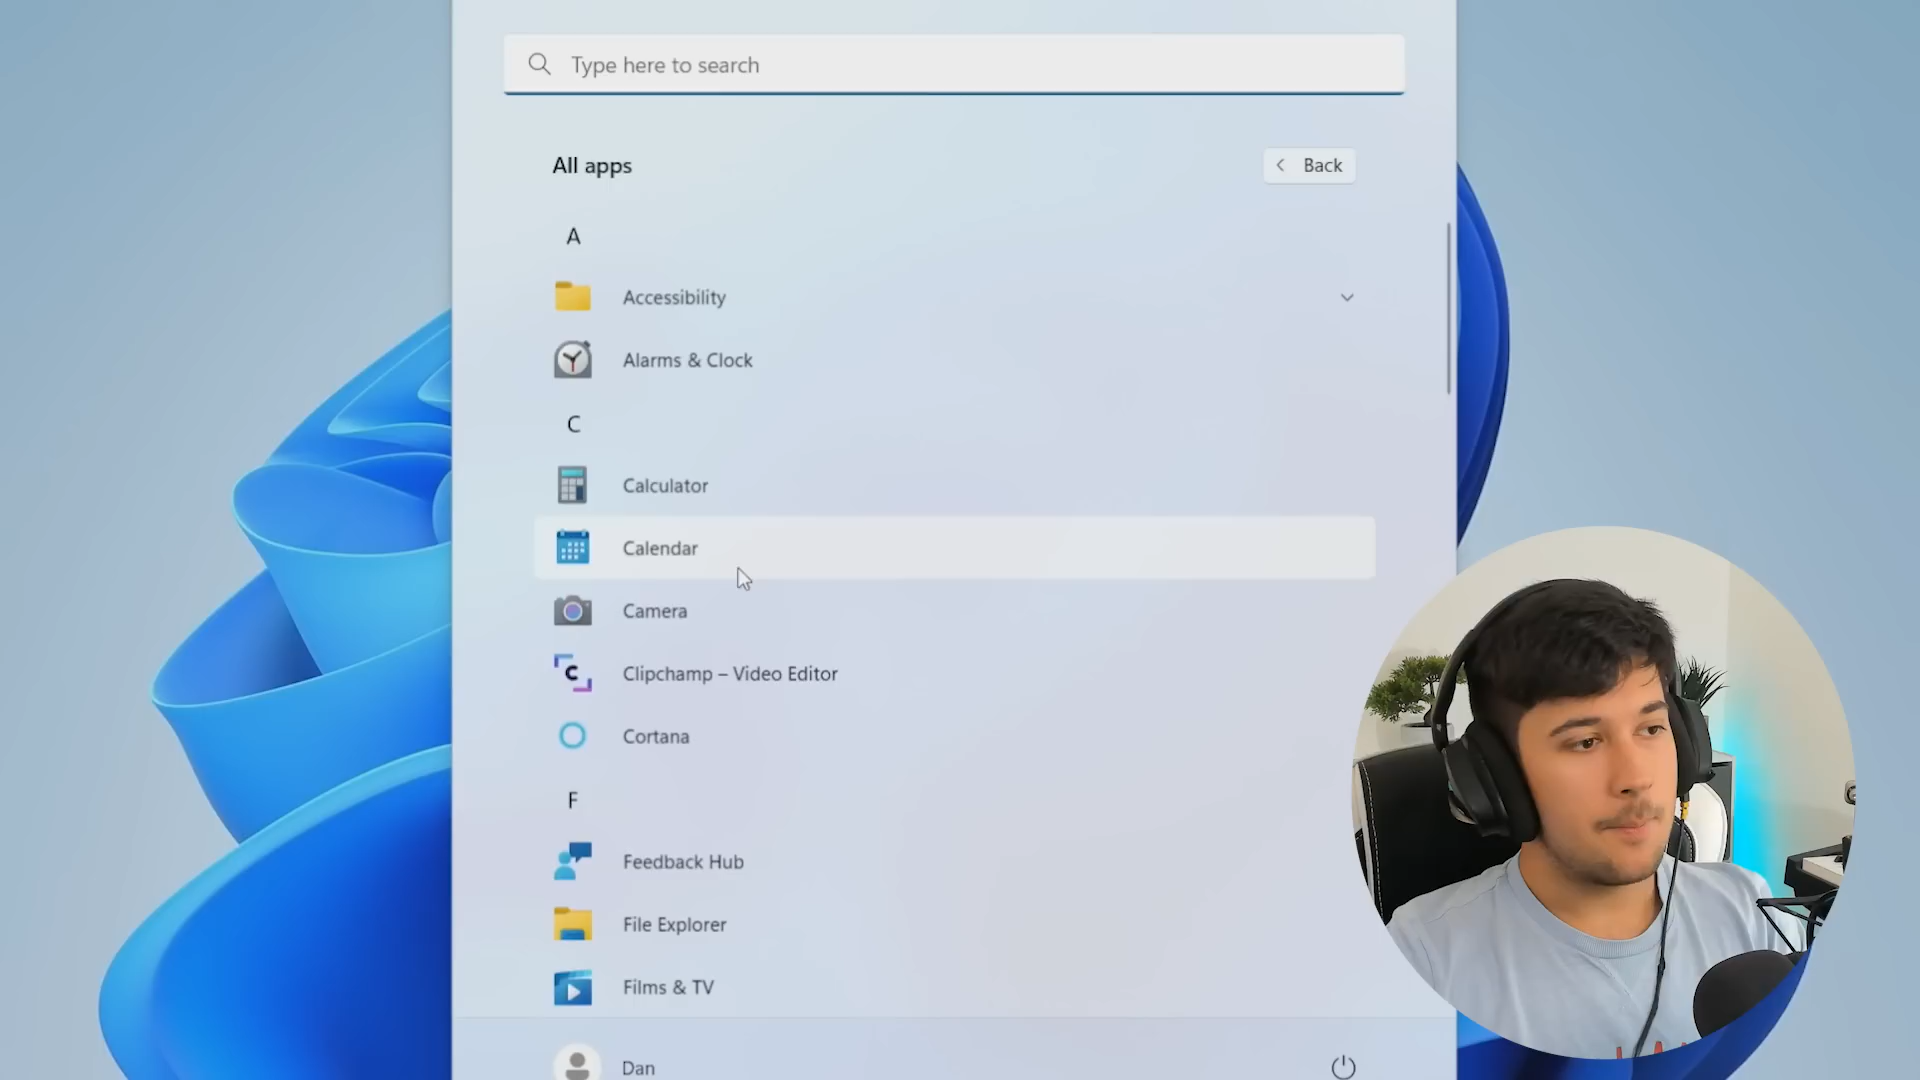 Type here to search
All apps
Back
A
Accessibility
Alarms & Clock
C
Calculator
Calendar
Camera
Clipchamp – Video Editor
Cortana
F
Feedback Hub
File Explorer
Films & TV
Dan